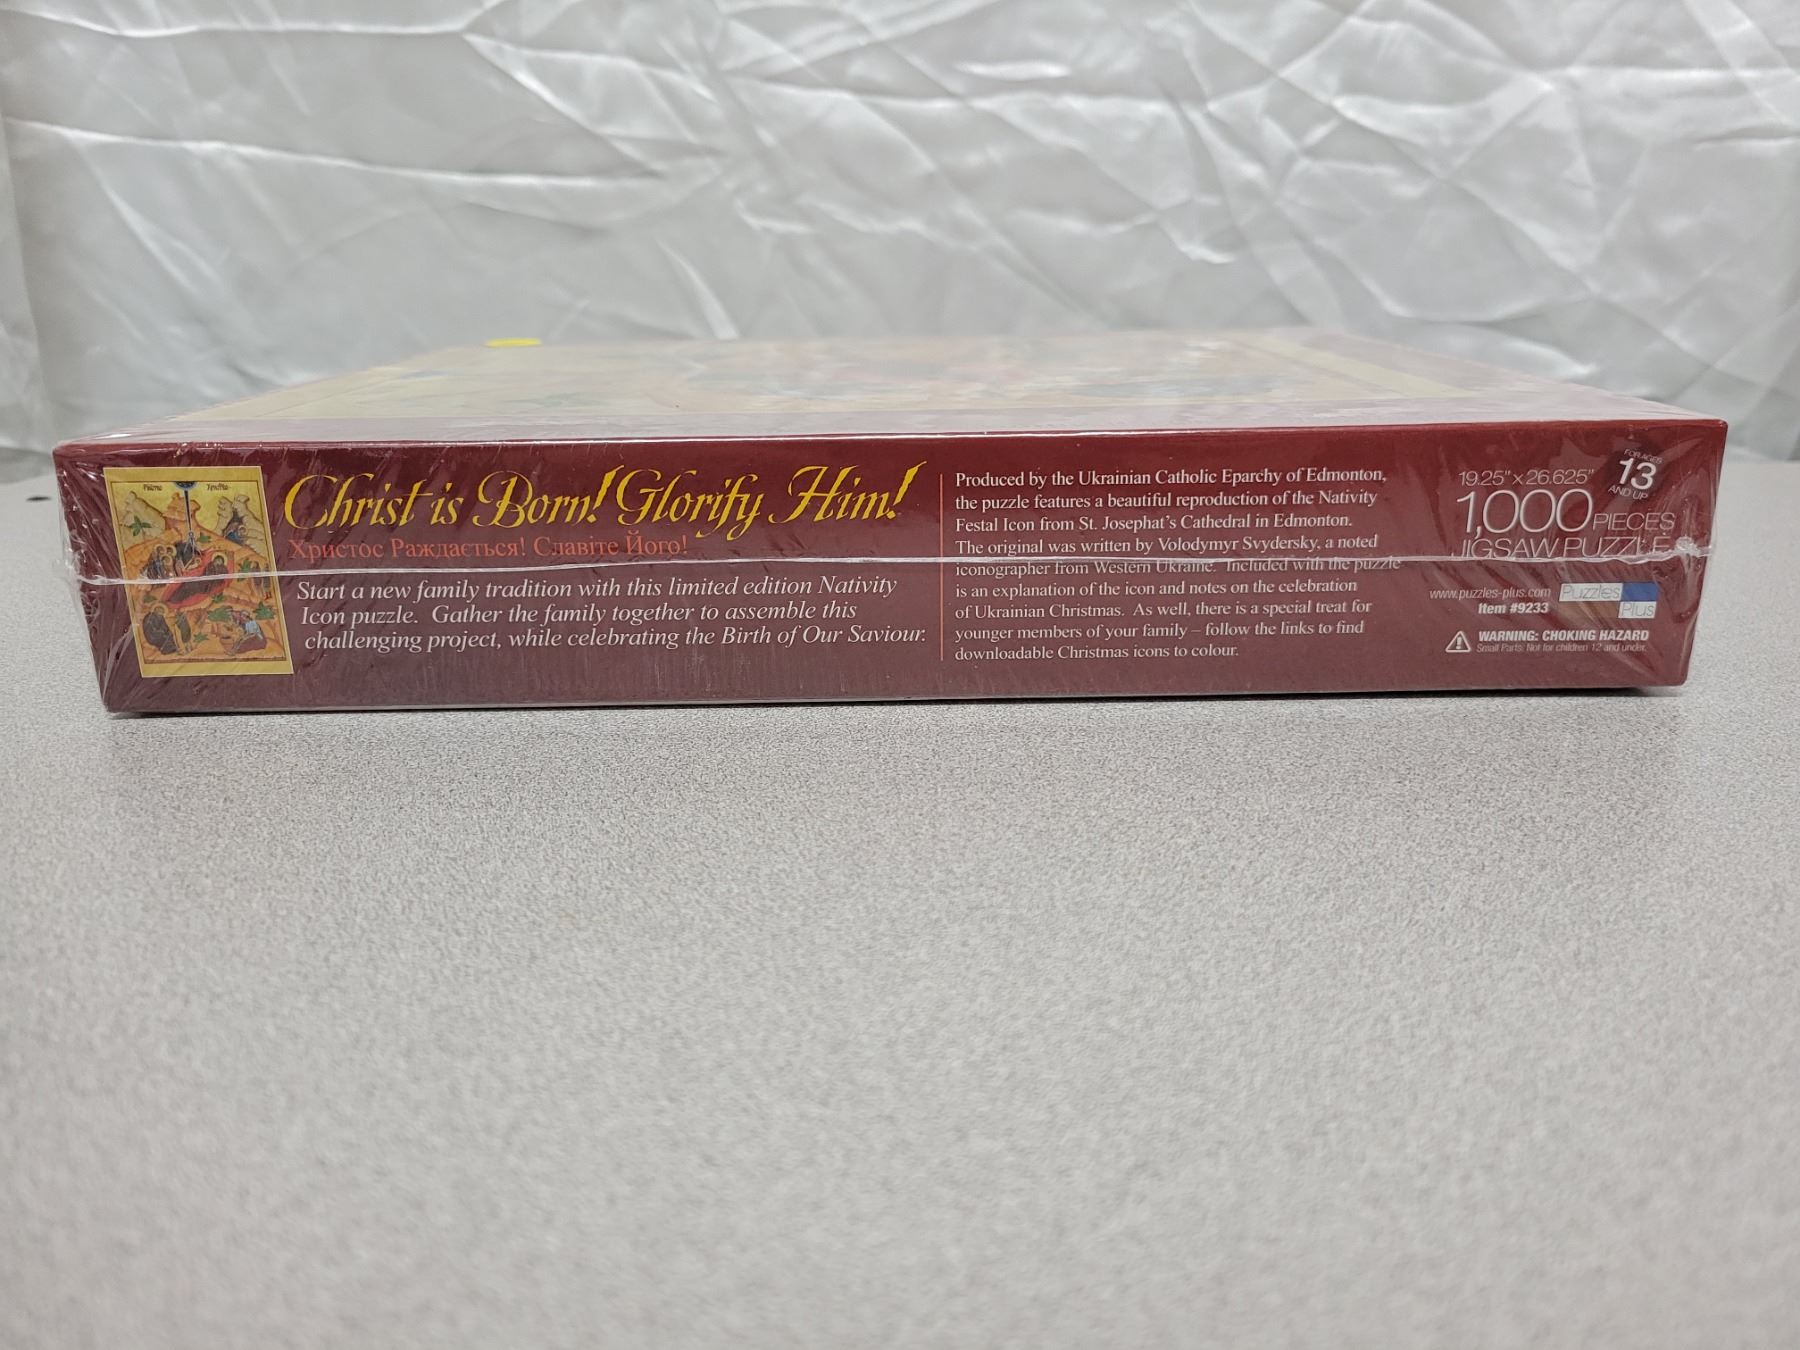 Christ is Born! Glorify Him!
Христос Раждається! Славіте Його!
Start a new family tradition with this limited edition Nativity
Icon puzzle. Gather the family together to assemble this
challenging project, while celebrating the Birth of Our Saviour.
Produced by the Ukrainian Catholic Eparchy of Edmonton,
the puzzle features a beautiful reproduction of the Nativity
Festal Icon from St. Josephat's Cathedral in Edmonton.
The original was written by Volodymyr Svydersky, a noted
iconographer from Western Ukraine. Included with the puzzle
is an explanation of the icon and notes on the celebration
of Ukrainian Christmas. As well, there is a special treat for
younger members of your family – follow the links to find
downloadable Christmas icons to colour.
FOR AGES
13
AND UP
19.25" x 26.625"
1,000 PIECES
JIGSAW PUZZLE
www.puzzles-plus.com
Item #9233
Puzzles
Plus
WARNING: CHOKING HAZARD
Small Parts. Not for children 12 and under.